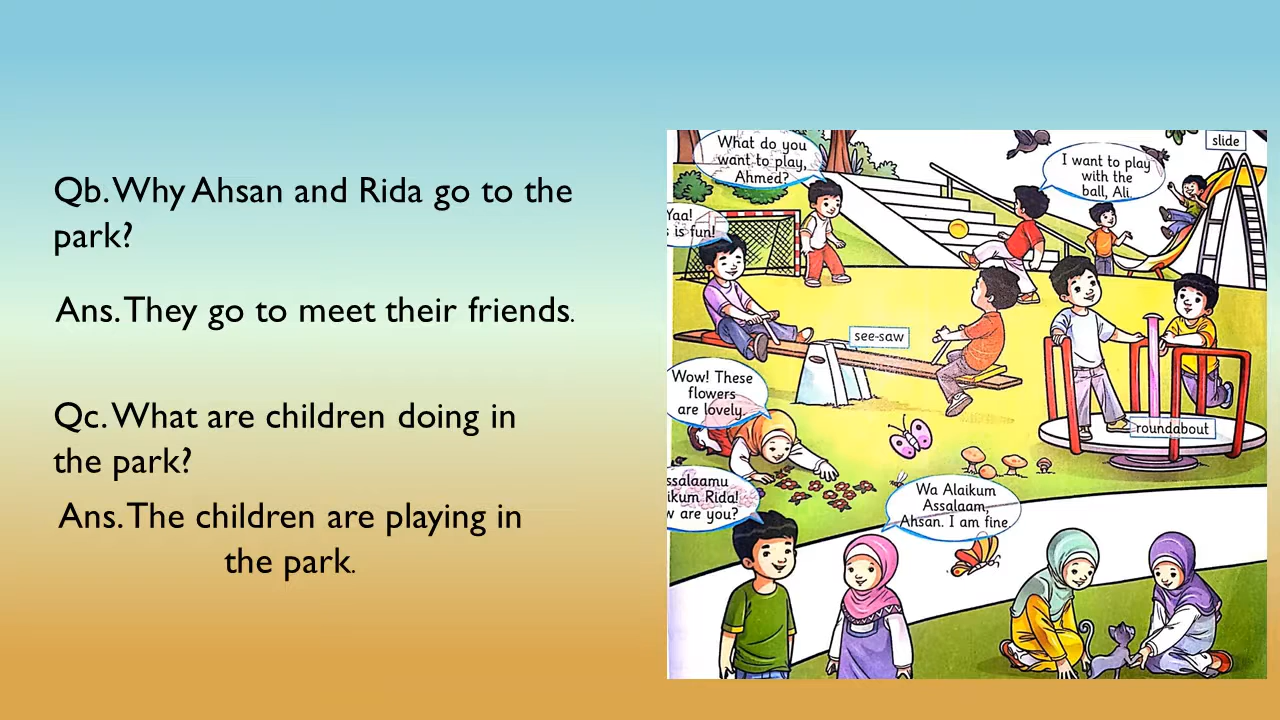 Qb. Why Ahsan and Rida go to the
park?
Ans. They go to meet their friends.
Qc. What are children doing in
the park?
Ans. The children are playing in
the park.
What do you
want to play,
Ahmed?
slide
I want to play
with the
ball, Ali.
Yaa!
s is fun!
see-saw
Wow! These
flowers
are lovely.
roundabout
ssalaamu
ikum Rida!
w are you?
Wa Alaikum
Assalaam,
Ahsan. I am fine.